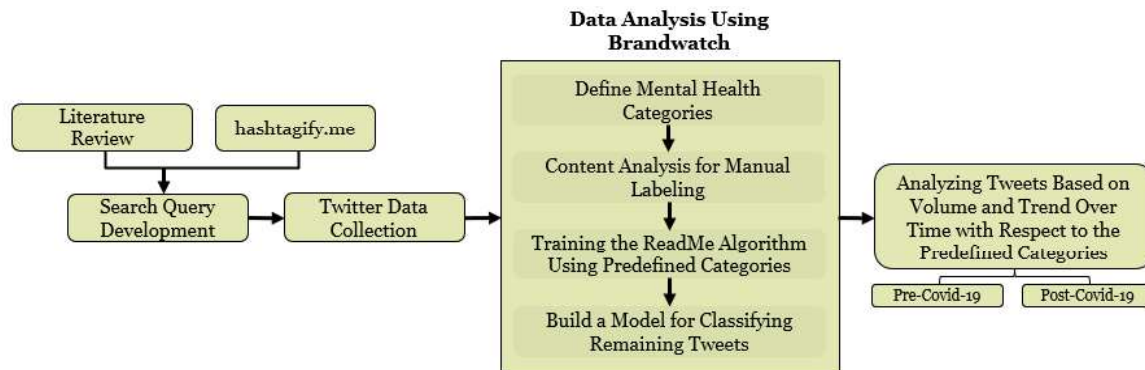 Data Analysis Using
Brandwatch
Literature
Review
hashtagify.me
Search Query
Development
Twitter Data
Collection
Define Mental Health
Categories
Content Analysis for Manual
Labeling
Training the ReadMe Algorithm
Using Predefined Categories
Build a Model for Classifying
Remaining Tweets
Analyzing Tweets Based on
Volume and Trend Over
Time with Respect to the
Predefined Categories
Pre-Covid-19
Post-Covid-19